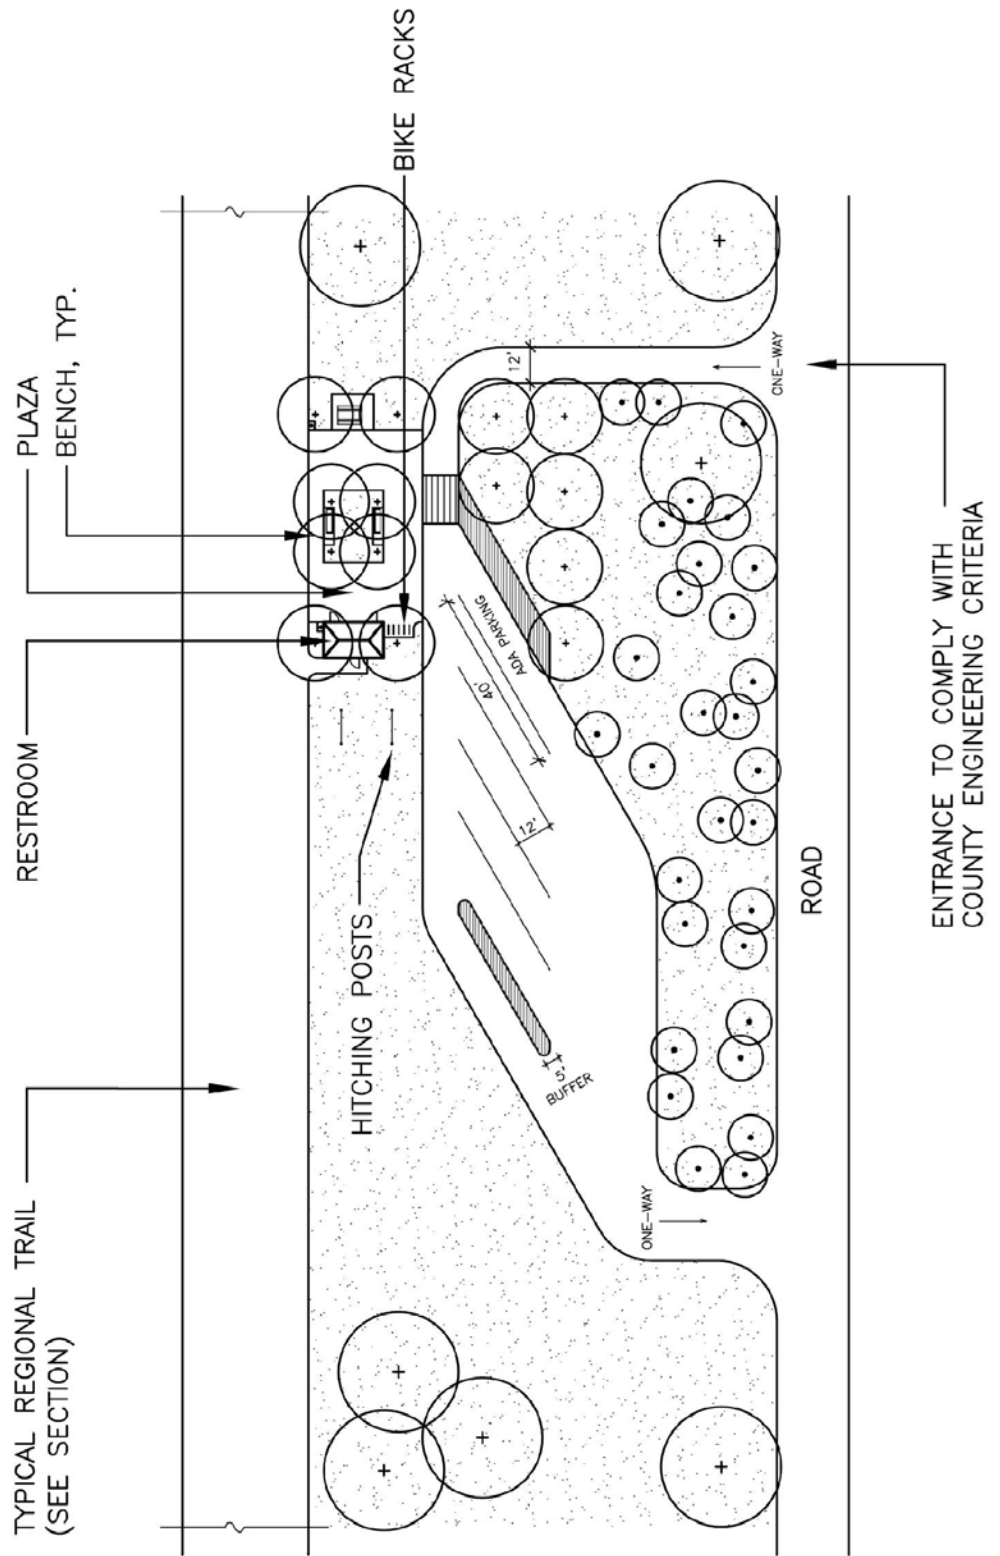 TYPICAL REGIONAL TRAIL
(SEE SECTION)
RESTROOM
PLAZA
BENCH, TYP.
BIKE RACKS
HITCHING POSTS
ADA PARKING
40'
12'
12'
5'
BUFFER
ONE-WAY
ONE-WAY
ROAD
ENTRANCE TO COMPLY WITH
COUNTY ENGINEERING CRITERIA